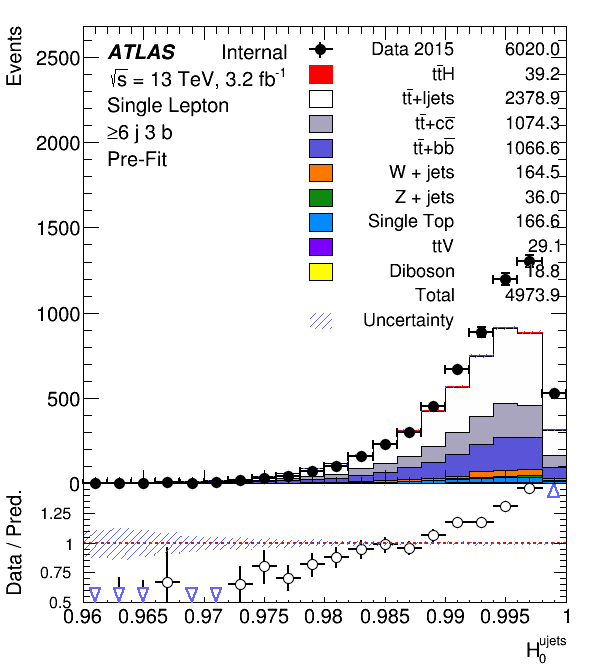 Events
2500
2000
1500
1000
500
0
ATLAS Internal
√s = 13 TeV, 3.2 fb⁻¹
Single Lepton
≥6 j 3 b
Pre-Fit
Data 2015 6020.0
tt̄H 39.2
tt̄+ljets 2378.9
tt̄+cc̄ 1074.3
tt̄+bb̄ 1066.6
W + jets 164.5
Z + jets 36.0
Single Top 166.6
ttV 29.1
Diboson 18.8
Total 4973.9
Uncertainty
Data / Pred.
1.25
1
0.75
0.5
0.96 0.965 0.97 0.975 0.98 0.985 0.99 0.995 1
H₀ᵘʲᵉᵗˢ